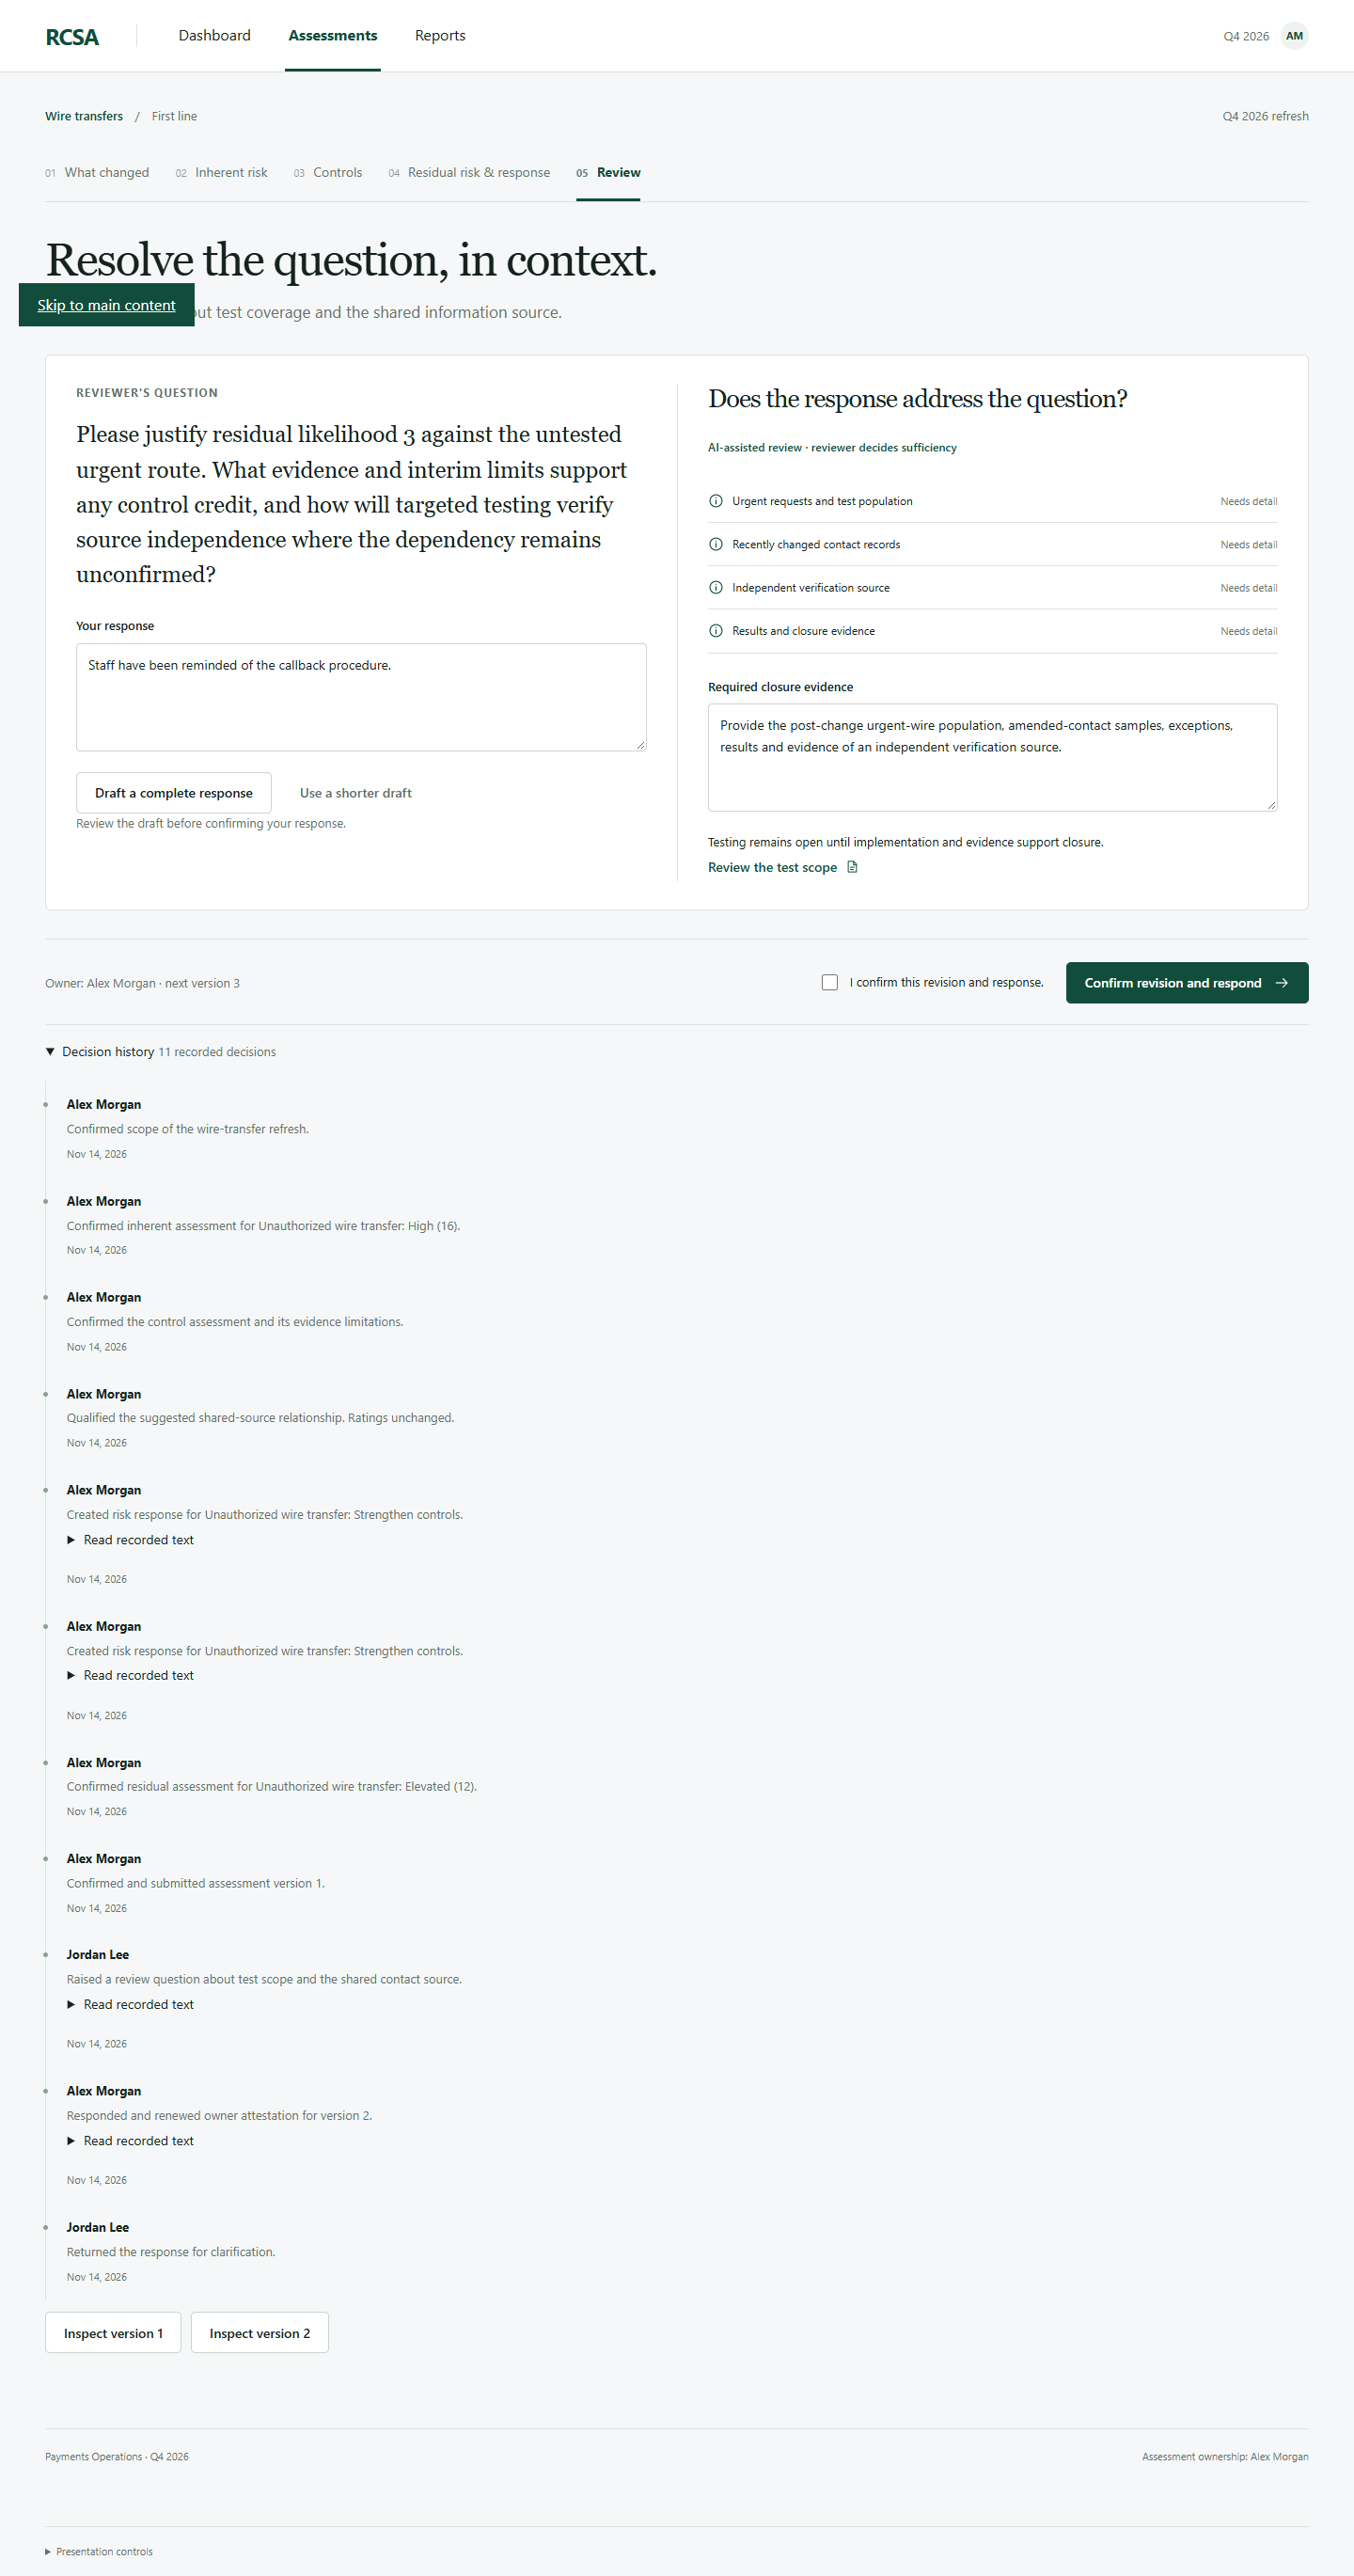 RCSA
Dashboard
Assessments
Reports
Q4 2026
AM
Wire transfers / First line
Q4 2026 refresh
01 What changed
02 Inherent risk
03 Controls
04 Residual risk & response
05 Review
Resolve the question, in context.
Skip to main content
test coverage and the shared information source.
REVIEWER'S QUESTION
Please justify residual likelihood 3 against the untested
urgent route. What evidence and interim limits support
any control credit, and how will targeted testing verify
source independence where the dependency remains
unconfirmed?
Your response
Staff have been reminded of the callback procedure.
Draft a complete response
Use a shorter draft
Review the draft before confirming your response.
Does the response address the question?
AI-assisted review · reviewer decides sufficiency
Urgent requests and test population
Needs detail
Recently changed contact records
Needs detail
Independent verification source
Needs detail
Results and closure evidence
Needs detail
Required closure evidence
Provide the post-change urgent-wire population, amended-contact samples, exceptions,
results and evidence of an independent verification source.
Testing remains open until implementation and evidence support closure.
Review the test scope
Owner: Alex Morgan · next version 3
I confirm this revision and response.
Confirm revision and respond
Decision history 11 recorded decisions
Alex Morgan
Confirmed scope of the wire-transfer refresh.
Nov 14, 2026
Alex Morgan
Confirmed inherent assessment for Unauthorized wire transfer: High (16).
Nov 14, 2026
Alex Morgan
Confirmed the control assessment and its evidence limitations.
Nov 14, 2026
Alex Morgan
Qualified the suggested shared-source relationship. Ratings unchanged.
Nov 14, 2026
Alex Morgan
Created risk response for Unauthorized wire transfer: Strengthen controls.
Read recorded text
Nov 14, 2026
Alex Morgan
Created risk response for Unauthorized wire transfer: Strengthen controls.
Read recorded text
Nov 14, 2026
Alex Morgan
Confirmed residual assessment for Unauthorized wire transfer: Elevated (12).
Nov 14, 2026
Alex Morgan
Confirmed and submitted assessment version 1.
Nov 14, 2026
Jordan Lee
Raised a review question about test scope and the shared contact source.
Read recorded text
Nov 14, 2026
Alex Morgan
Responded and renewed owner attestation for version 2.
Read recorded text
Nov 14, 2026
Jordan Lee
Returned the response for clarification.
Nov 14, 2026
Inspect version 1
Inspect version 2
Payments Operations · Q4 2026
Assessment ownership: Alex Morgan
Presentation controls